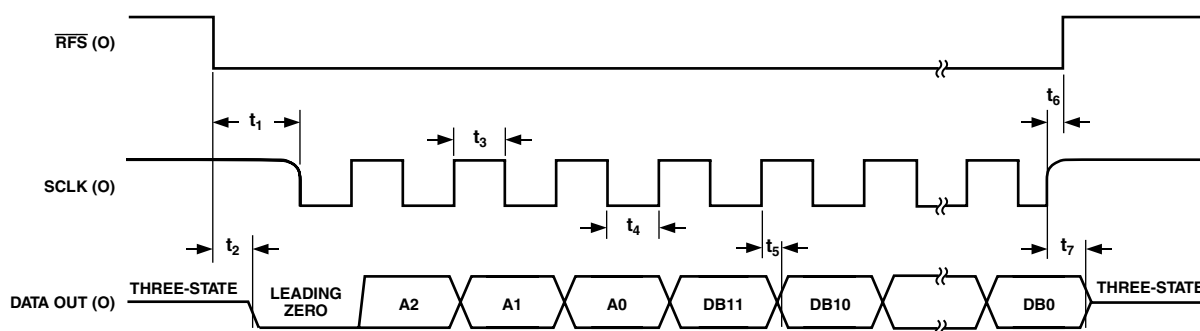 RFS (O)
t6
t1
t3
SCLK (O)
t4
t2
t5
t7
THREE-STATE
LEADING
ZERO
A2
A1
A0
DB11
DB10
DB0
THREE-STATE
DATA OUT (O)